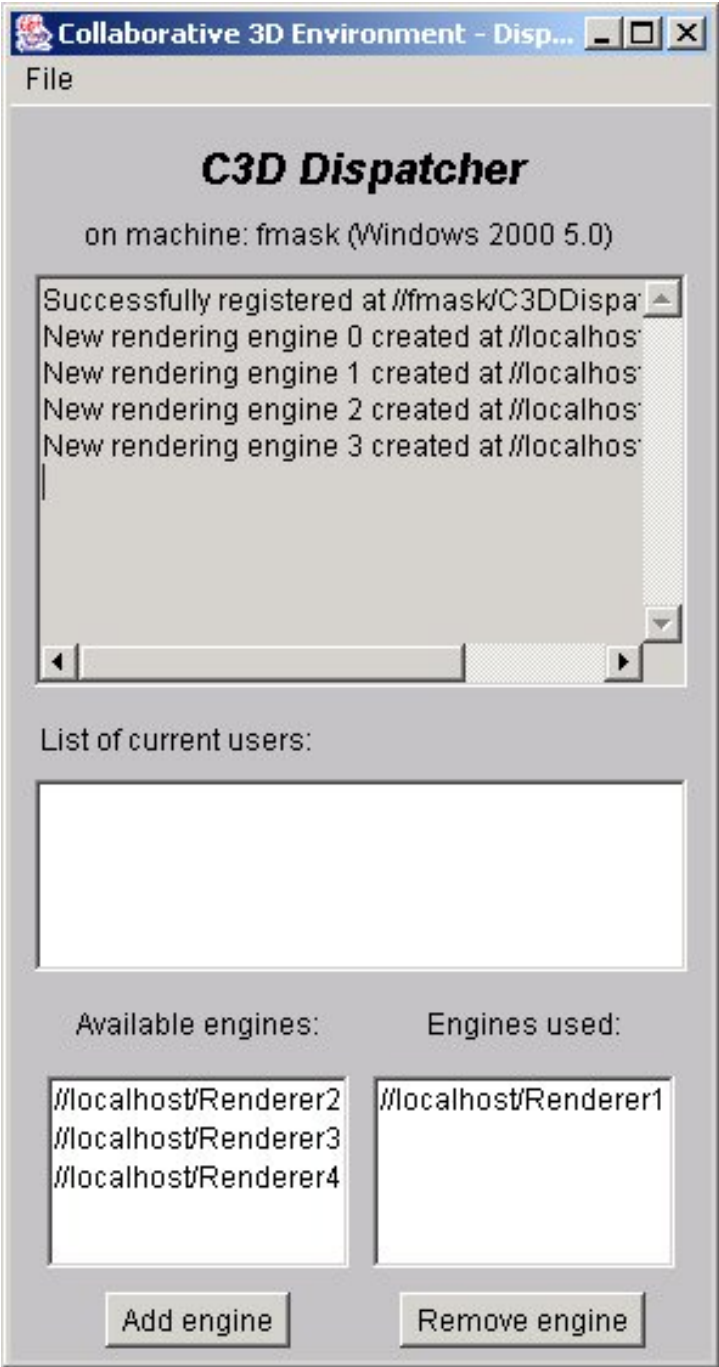 Collaborative 3D Environment - Disp...
File
C3D Dispatcher
on machine: fmask (Windows 2000 5.0)
Successfully registered at //fmask/C3DDispa
New rendering engine 0 created at //localhos
New rendering engine 1 created at //localhos
New rendering engine 2 created at //localhos
New rendering engine 3 created at //localhos
List of current users:
Available engines:
Engines used:
//localhost/Renderer2
//localhost/Renderer3
//localhost/Renderer4
//localhost/Renderer1
Add engine
Remove engine